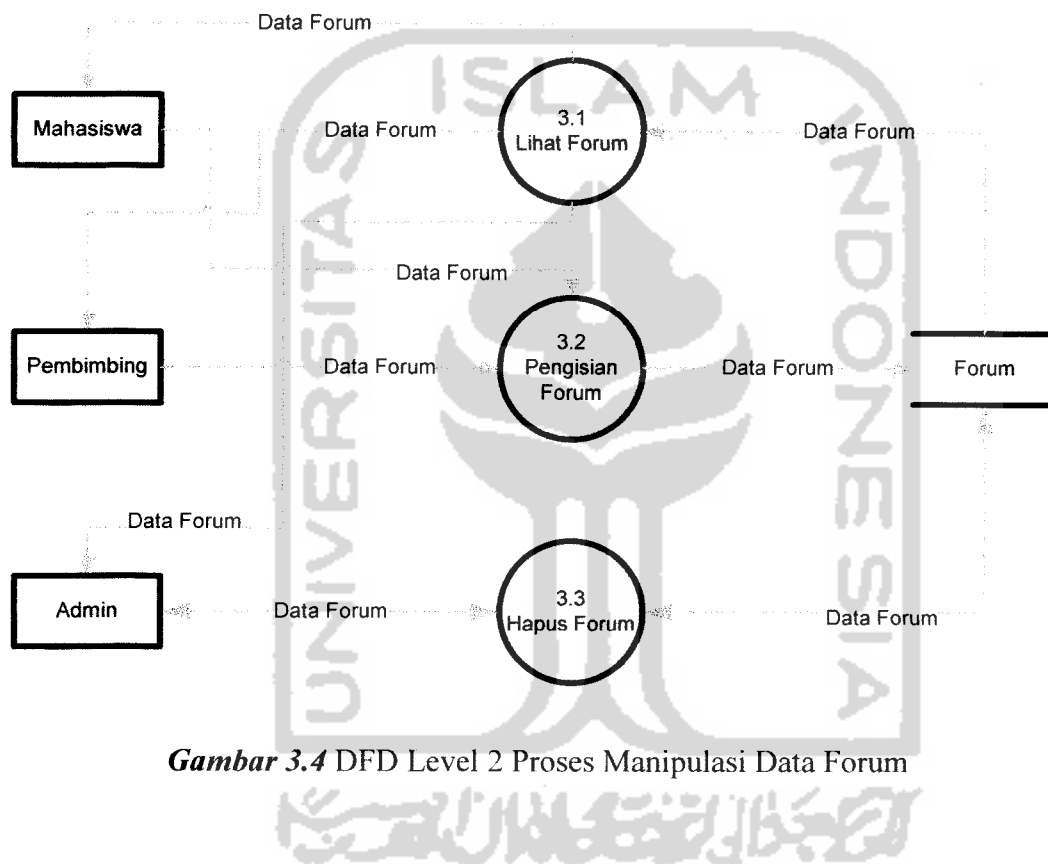 Data Forum
ISLAM
Mahasiswa
Data Forum
3.1
Lihat Forum
Data Forum
UNIVERSITAS
INDONESIA
Data Forum
Pembimbing
Data Forum
3.2
Pengisian
Forum
Data Forum
Forum
Data Forum
Admin
Data Forum
3.3
Hapus Forum
Data Forum
Gambar 3.4 DFD Level 2 Proses Manipulasi Data Forum